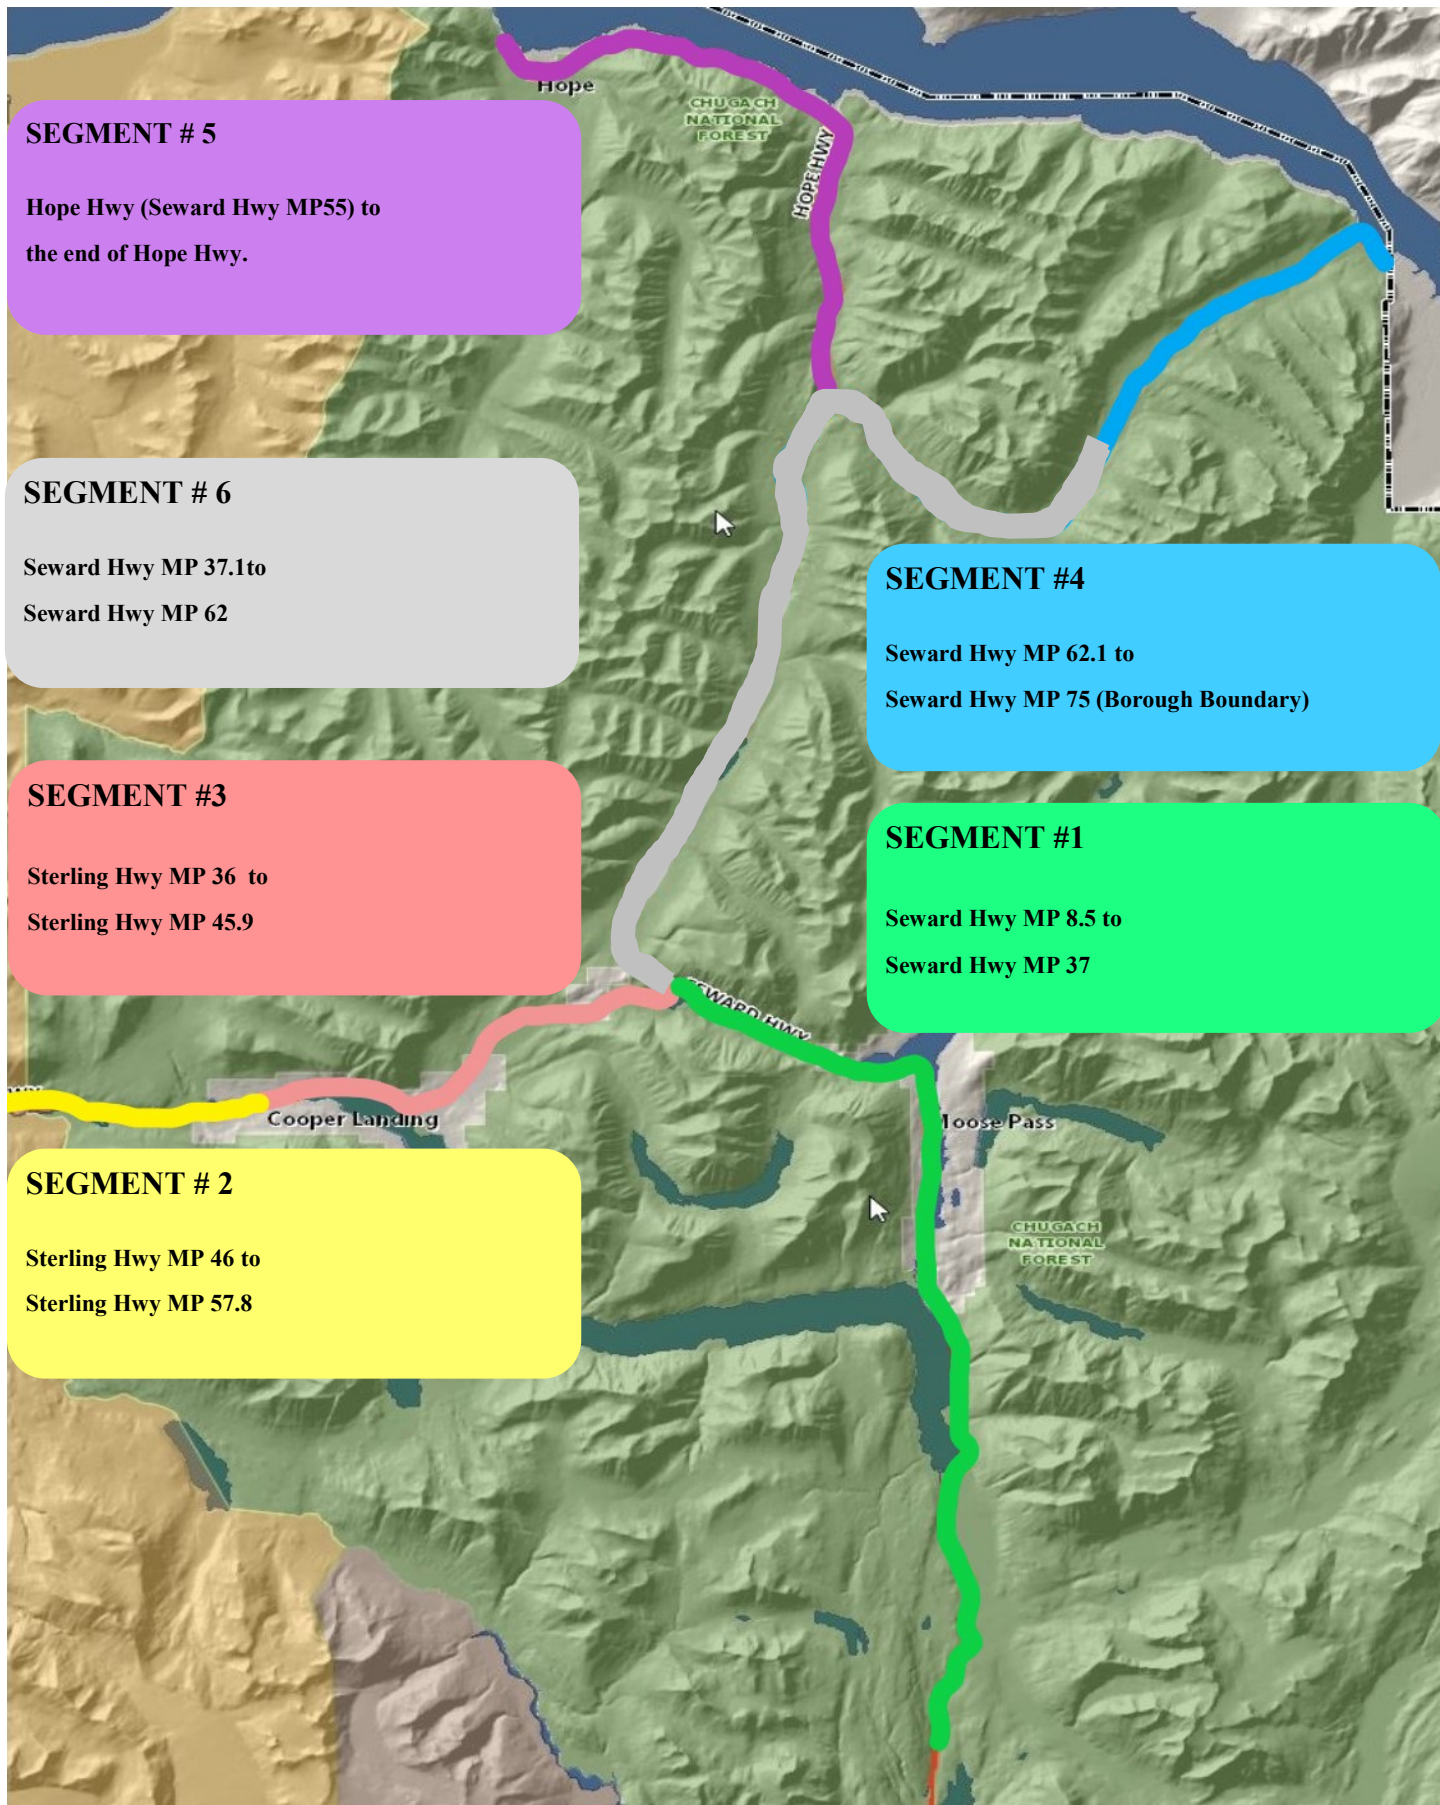 Hope
CHUGACH
NATIONAL
FOREST
SEGMENT # 5
Hope Hwy (Seward Hwy MP55) to
the end of Hope Hwy.
HOPE HWY
SEGMENT # 6
Seward Hwy MP 37.1to
Seward Hwy MP 62
SEGMENT #4
Seward Hwy MP 62.1 to
Seward Hwy MP 75 (Borough Boundary)
SEGMENT #3
Sterling Hwy MP 36 to
Sterling Hwy MP 45.9
SEGMENT #1
Seward Hwy MP 8.5 to
Seward Hwy MP 37
SEWARD HWY
Cooper Landing
Moose Pass
SEGMENT # 2
Sterling Hwy MP 46 to
Sterling Hwy MP 57.8
CHUGACH
NATIONAL
FOREST